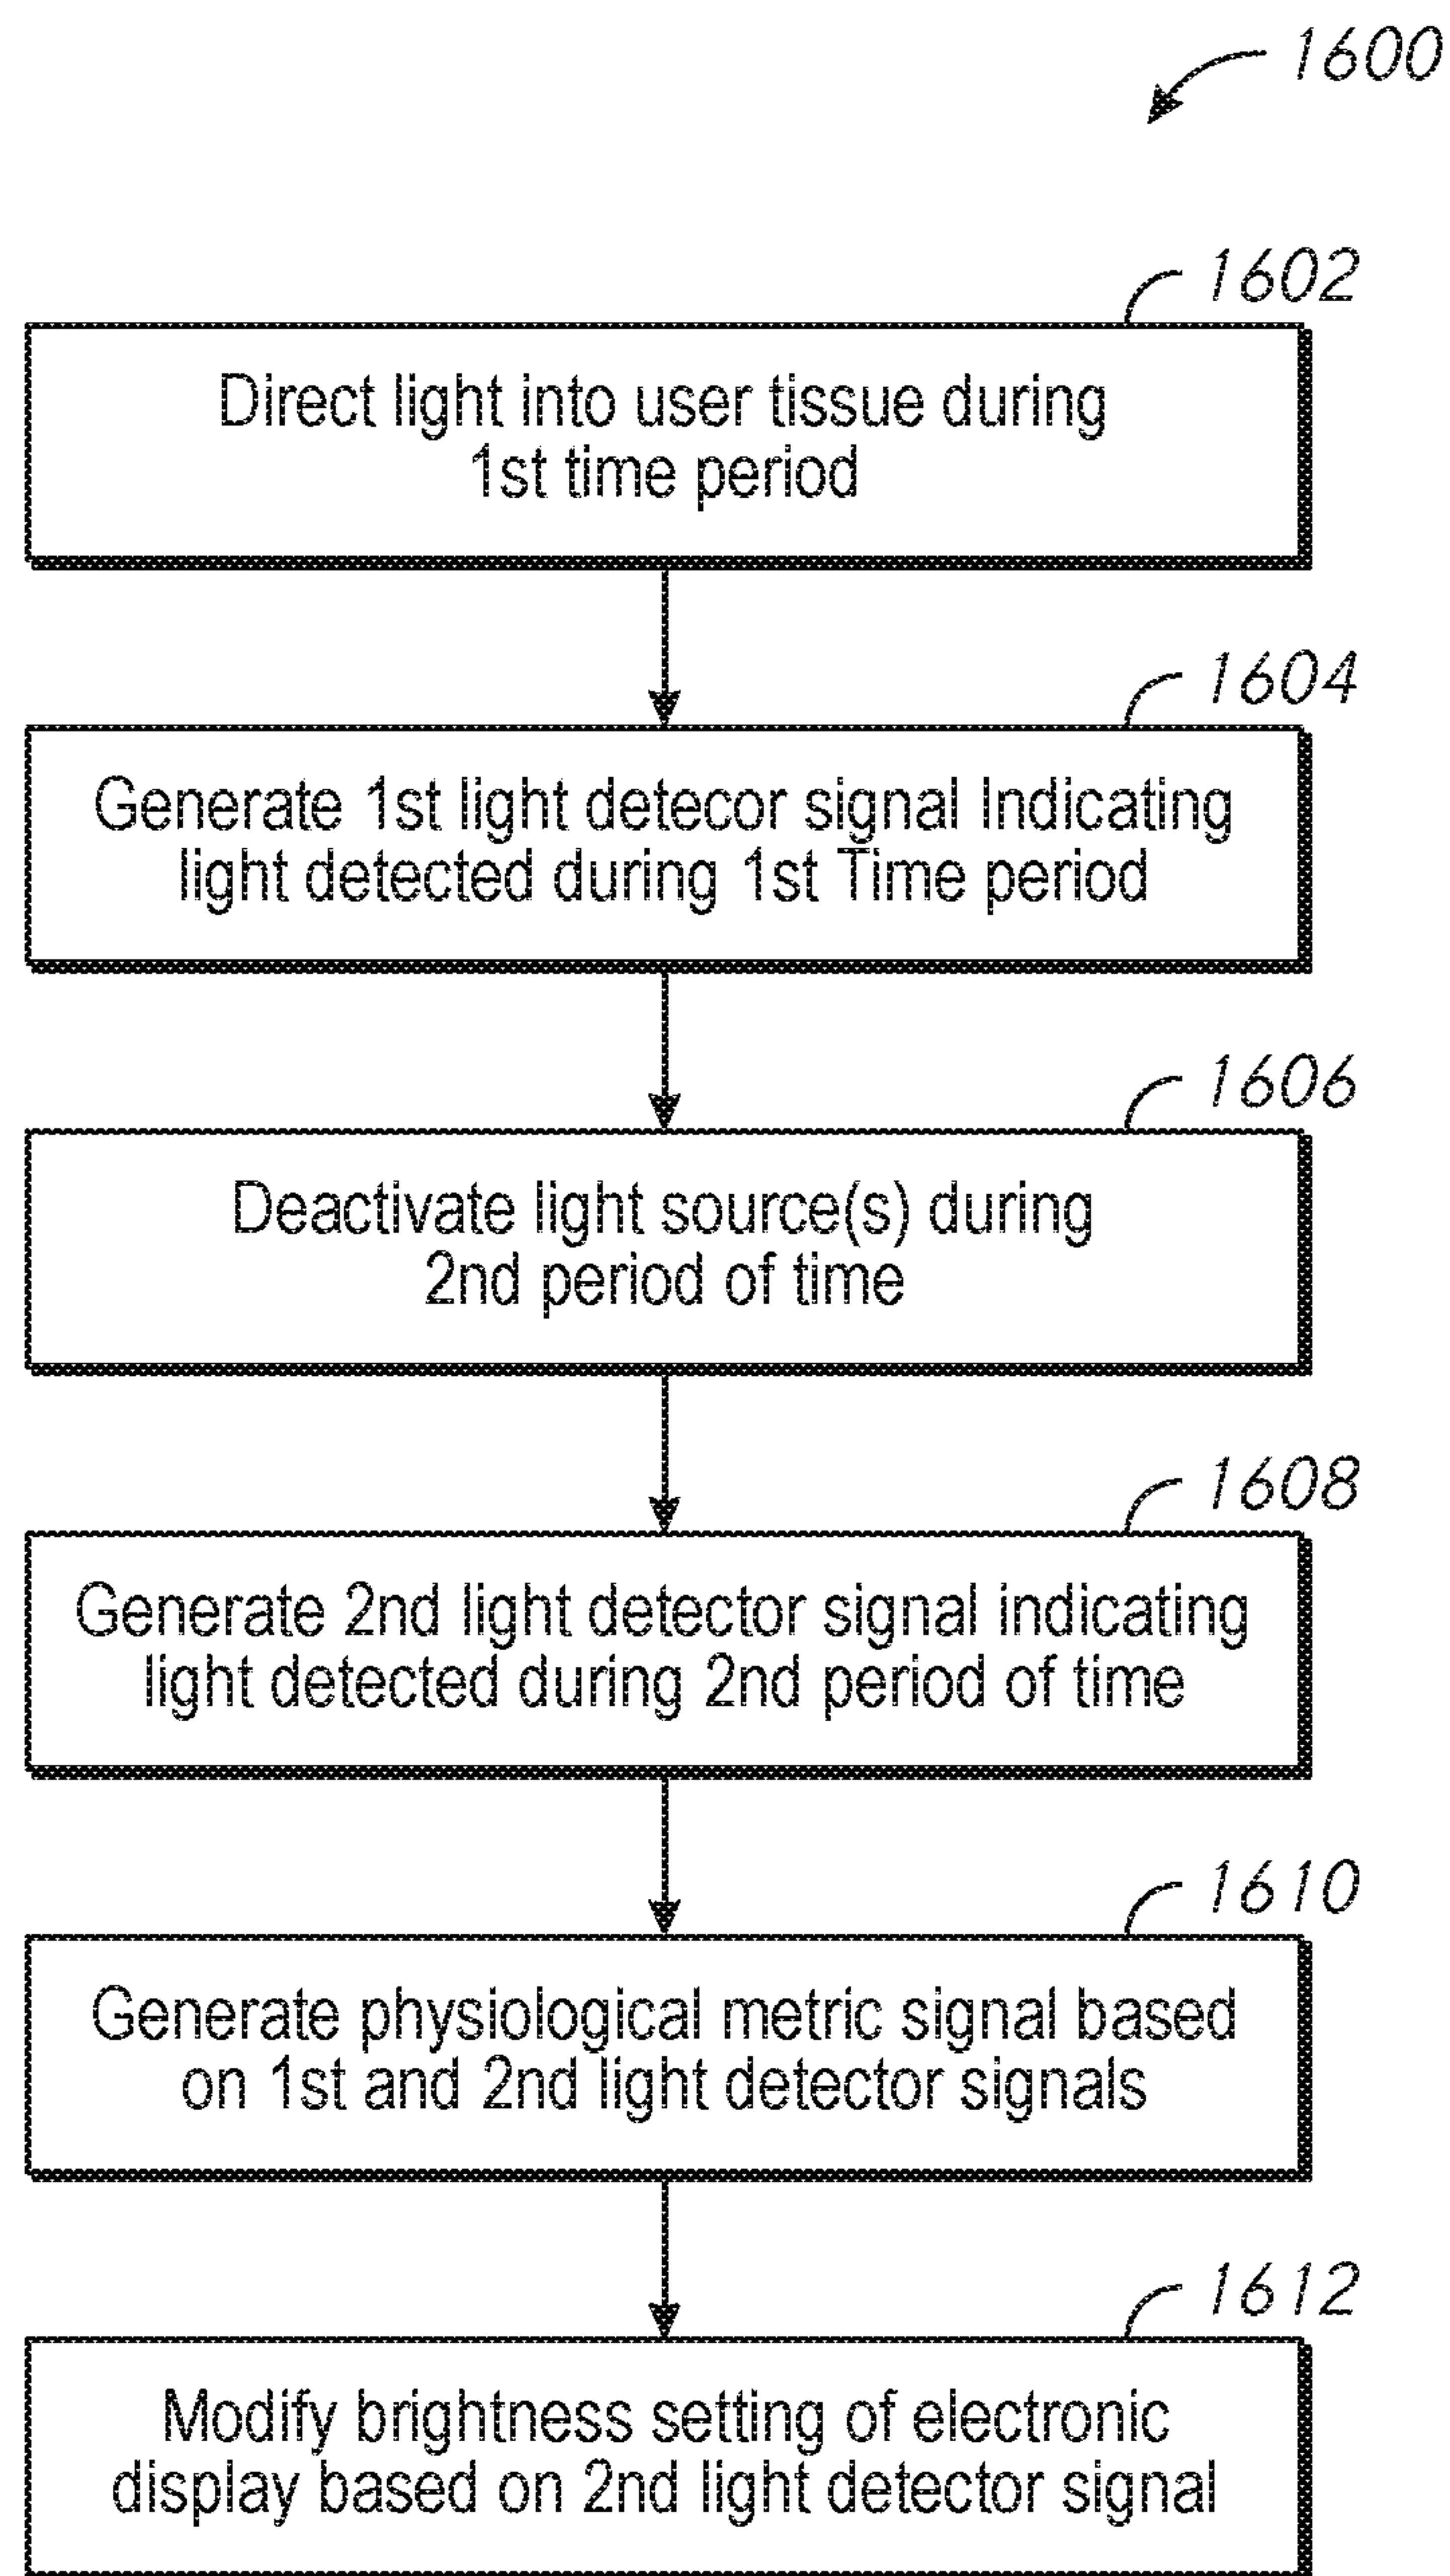 1600
1602
Direct light into user tissue during
1st time period
1604
Generate 1st light detecor signal Indicating
light detected during 1st Time period
1606
Deactivate light source(s) during
2nd period of time
1608
Generate 2nd light detector signal indicating
light detected during 2nd period of time
1610
Generate physiological metric signal based
on 1st and 2nd light detector signals
1612
Modify brightness setting of electronic
display based on 2nd light detector signal